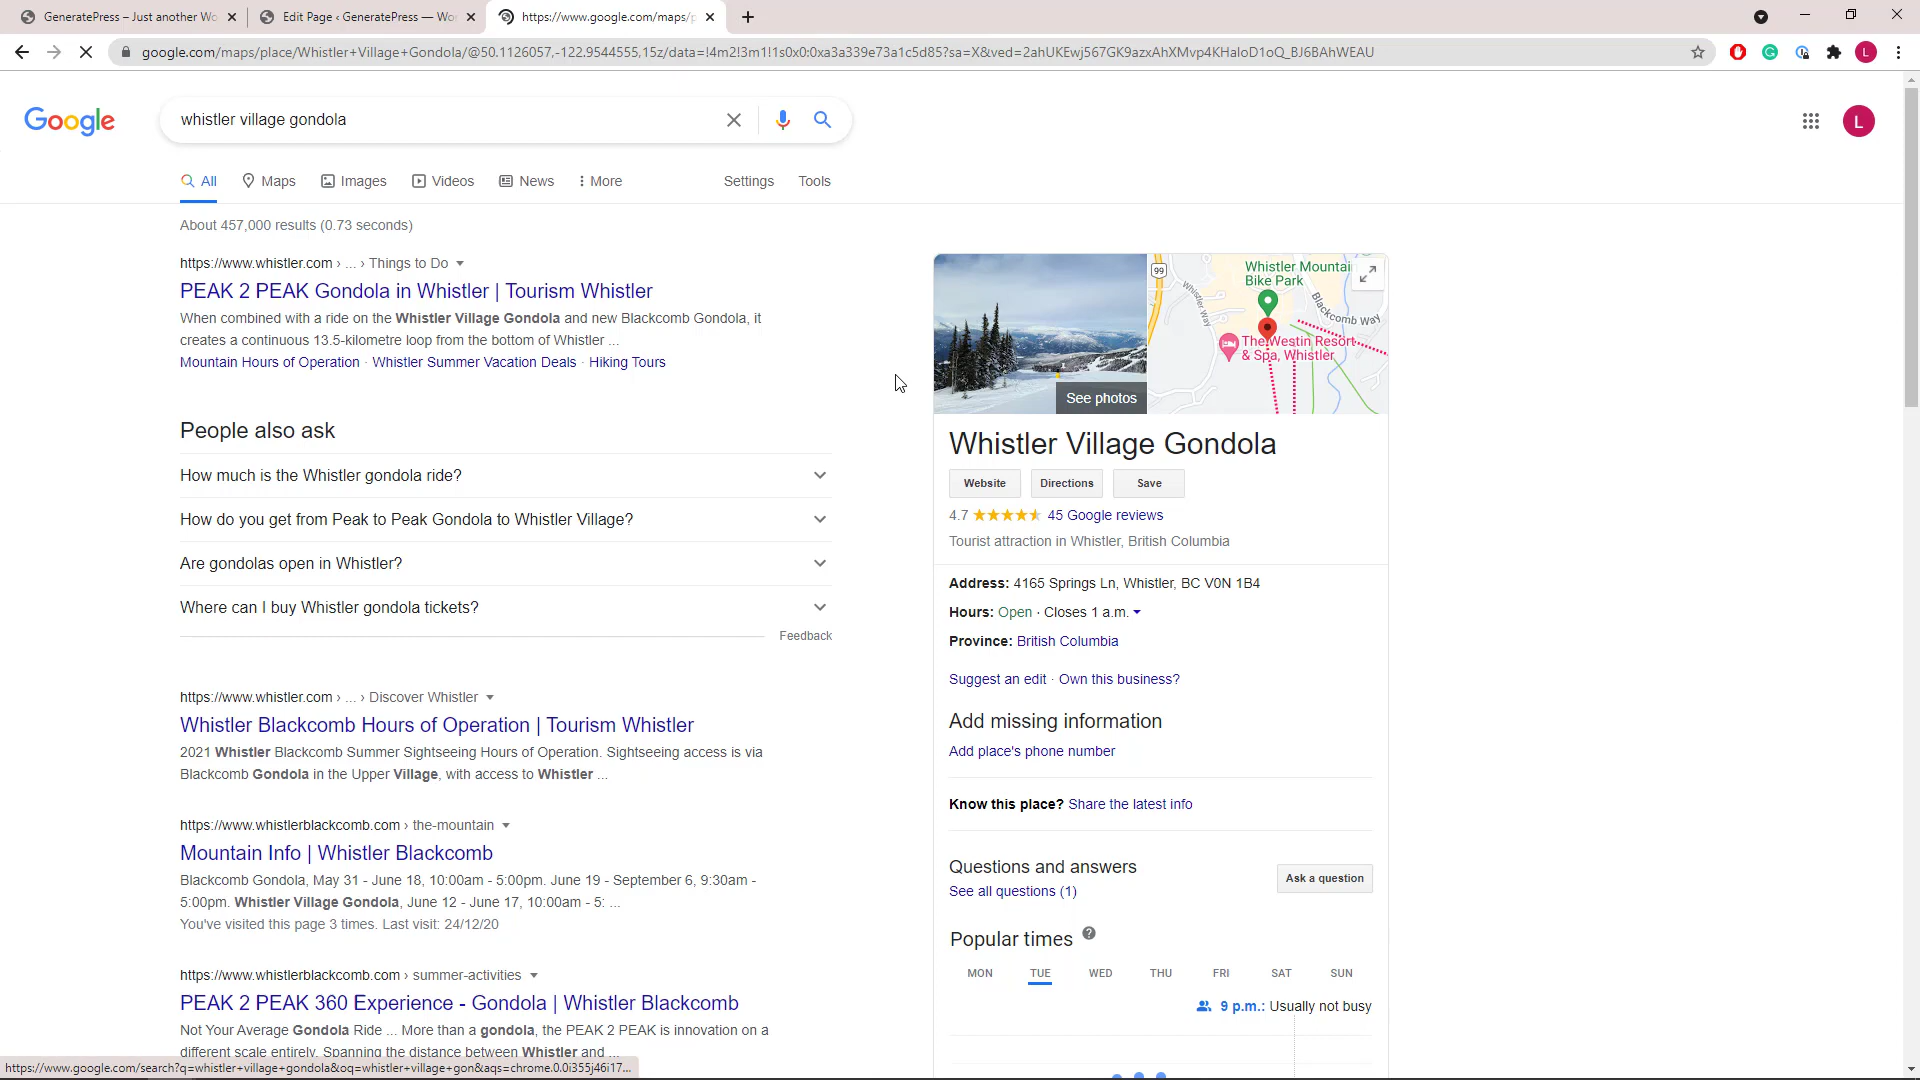 GeneratePress – Just another Wo
Edit Page ‹ GeneratePress — Wor
https://www.google.com/maps/p
google.com/maps/place/Whistler+Village+Gondola/@50.1126057,-122.9544555,15z/data=!4m2!3m1!1s0x0:0xa3a339e73a1c5d85?sa=X&ved=2ahUKEwj567GK9azxAhXMvp4KHaloD1oQ_BJ6BAhWEAU
L
Google
whistler village gondola
L
All
Maps
Images
Videos
News
More
Settings
Tools
About 457,000 results (0.73 seconds)
https://www.whistler.com › ... › Things to Do
PEAK 2 PEAK Gondola in Whistler | Tourism Whistler
When combined with a ride on the Whistler Village Gondola and new Blackcomb Gondola, it
creates a continuous 13.5-kilometre loop from the bottom of Whistler ...
Mountain Hours of Operation · Whistler Summer Vacation Deals · Hiking Tours
People also ask
How much is the Whistler gondola ride?
How do you get from Peak to Peak Gondola to Whistler Village?
Are gondolas open in Whistler?
Where can I buy Whistler gondola tickets?
Feedback
https://www.whistler.com › ... › Discover Whistler
Whistler Blackcomb Hours of Operation | Tourism Whistler
2021 Whistler Blackcomb Summer Sightseeing Hours of Operation. Sightseeing access is via
Blackcomb Gondola in the Upper Village, with access to Whistler ...
https://www.whistlerblackcomb.com › the-mountain
Mountain Info | Whistler Blackcomb
Blackcomb Gondola, May 31 - June 18, 10:00am - 5:00pm. June 19 - September 6, 9:30am -
5:00pm. Whistler Village Gondola, June 12 - June 17, 10:00am - 5: ...
You've visited this page 3 times. Last visit: 24/12/20
https://www.whistlerblackcomb.com › summer-activities
PEAK 2 PEAK 360 Experience - Gondola | Whistler Blackcomb
Not Your Average Gondola Ride ... More than a gondola, the PEAK 2 PEAK is innovation on a
different scale entirely. Spanning the distance between Whistler and ...
https://www.google.com/search?q=whistler+village+gondola&oq=whistler+village+gon&aqs=chrome.0.0i355j46i17...
See photos
99
Whistler Mountai
Bike Park
Whistler Way
Blackcomb Way
The Westin Resort
& Spa, Whistler
Whistler Village Gondola
Website
Directions
Save
4.7
45 Google reviews
Tourist attraction in Whistler, British Columbia
Address: 4165 Springs Ln, Whistler, BC V0N 1B4
Hours: Open · Closes 1 a.m.
Province: British Columbia
Suggest an edit · Own this business?
Add missing information
Add place's phone number
Know this place? Share the latest info
Questions and answers
See all questions (1)
Ask a question
Popular times
MON TUE WED THU FRI SAT SUN
9 p.m.: Usually not busy